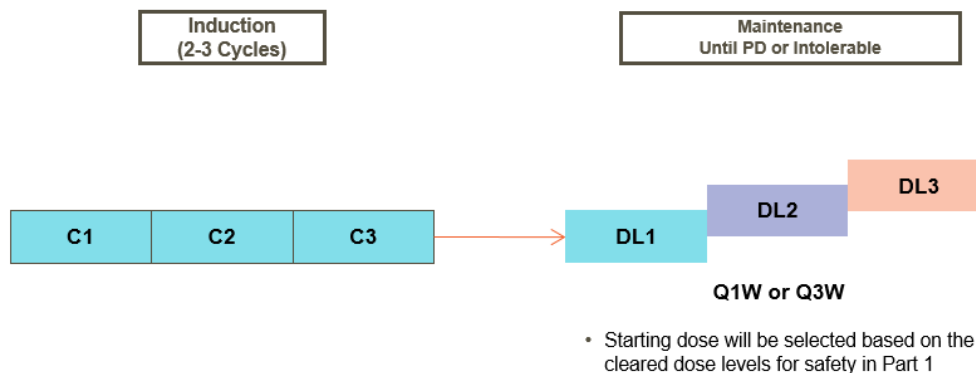 Induction
(2-3 Cycles)
Maintenance
Until PD or Intolerable
C1
C2
C3
DL1
DL2
DL3
Q1W or Q3W
• Starting dose will be selected based on the
cleared dose levels for safety in Part 1